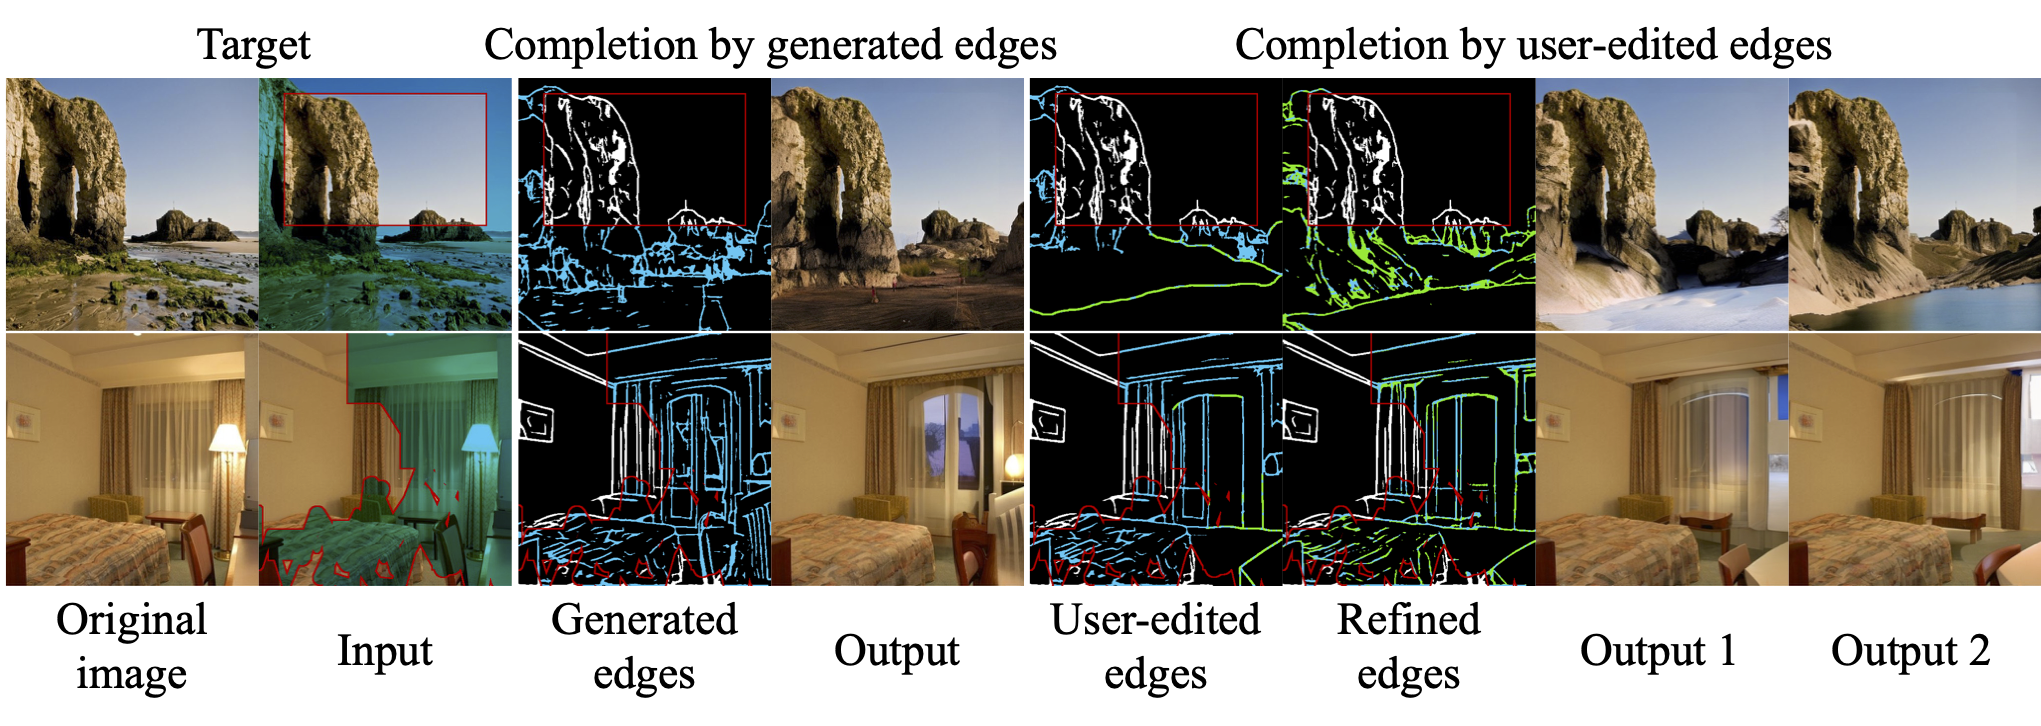 Target
Completion by generated edges
Completion by user-edited edges
Original
image
Input
Generated
edges
Output
User-edited
edges
Refined
edges
Output 1
Output 2